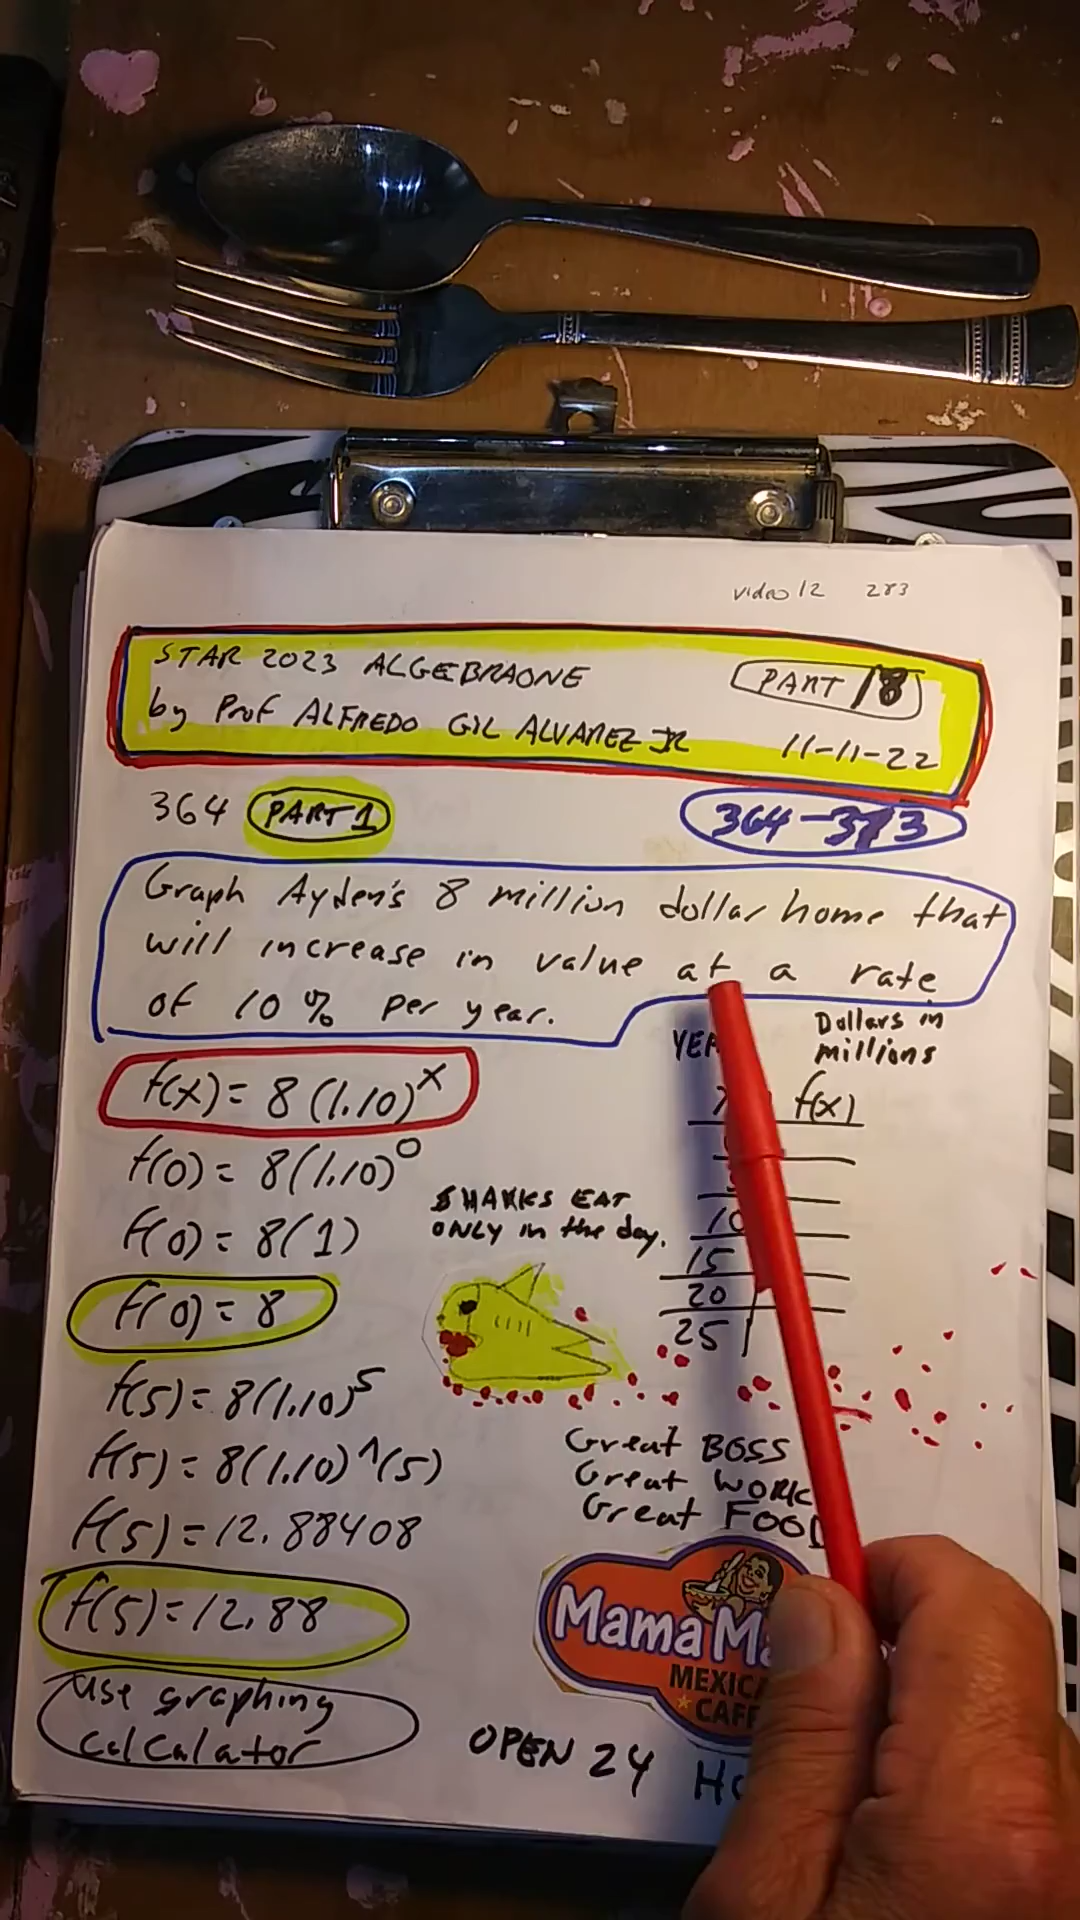 video 12 283
STAR 2023 ALGEBRAONE
PART 18
by Prof ALFREDO GIL ALVAREZ JR
11-11-22
364 PART 1
364-373
Graph Ayden's 8 million dollar home that
will increase in value at a rate
of 10% per year.
Dollars in
millions
f(x)
f(x) = 8(1.10)^x
f(0) = 8(1.10)^0
f(0) = 8(1)
f(0) = 8
f(5) = 8(1.10)^5
f(5) = 8(1.10)^(5)
f(5) = 12.88408
f(5) = 12.88
use graphing
calculator
SHARKS EAT
ONLY in the day.
10
15
20
25
Great BOSS
Great WORK
Great FOOD
Mama
MEXICA
CAF
OPEN 24